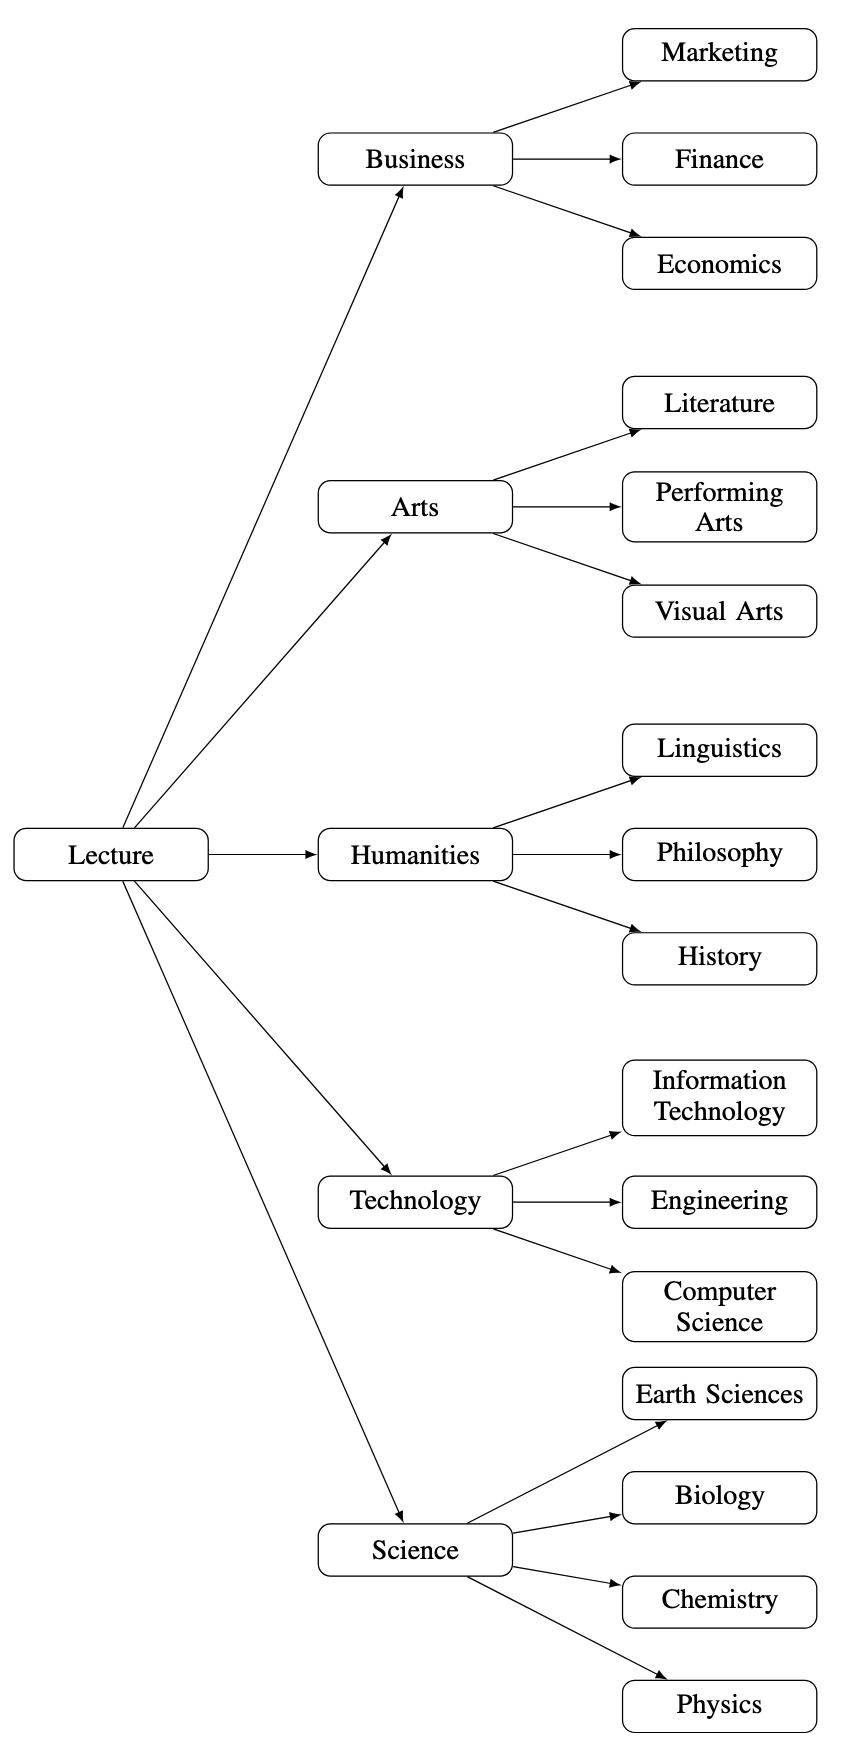 Marketing
Business
Finance
Economics
Literature
Arts
Performing
Arts
Visual Arts
Linguistics
Lecture
Humanities
Philosophy
History
Information
Technology
Technology
Engineering
Computer
Science
Earth Sciences
Biology
Science
Chemistry
Physics